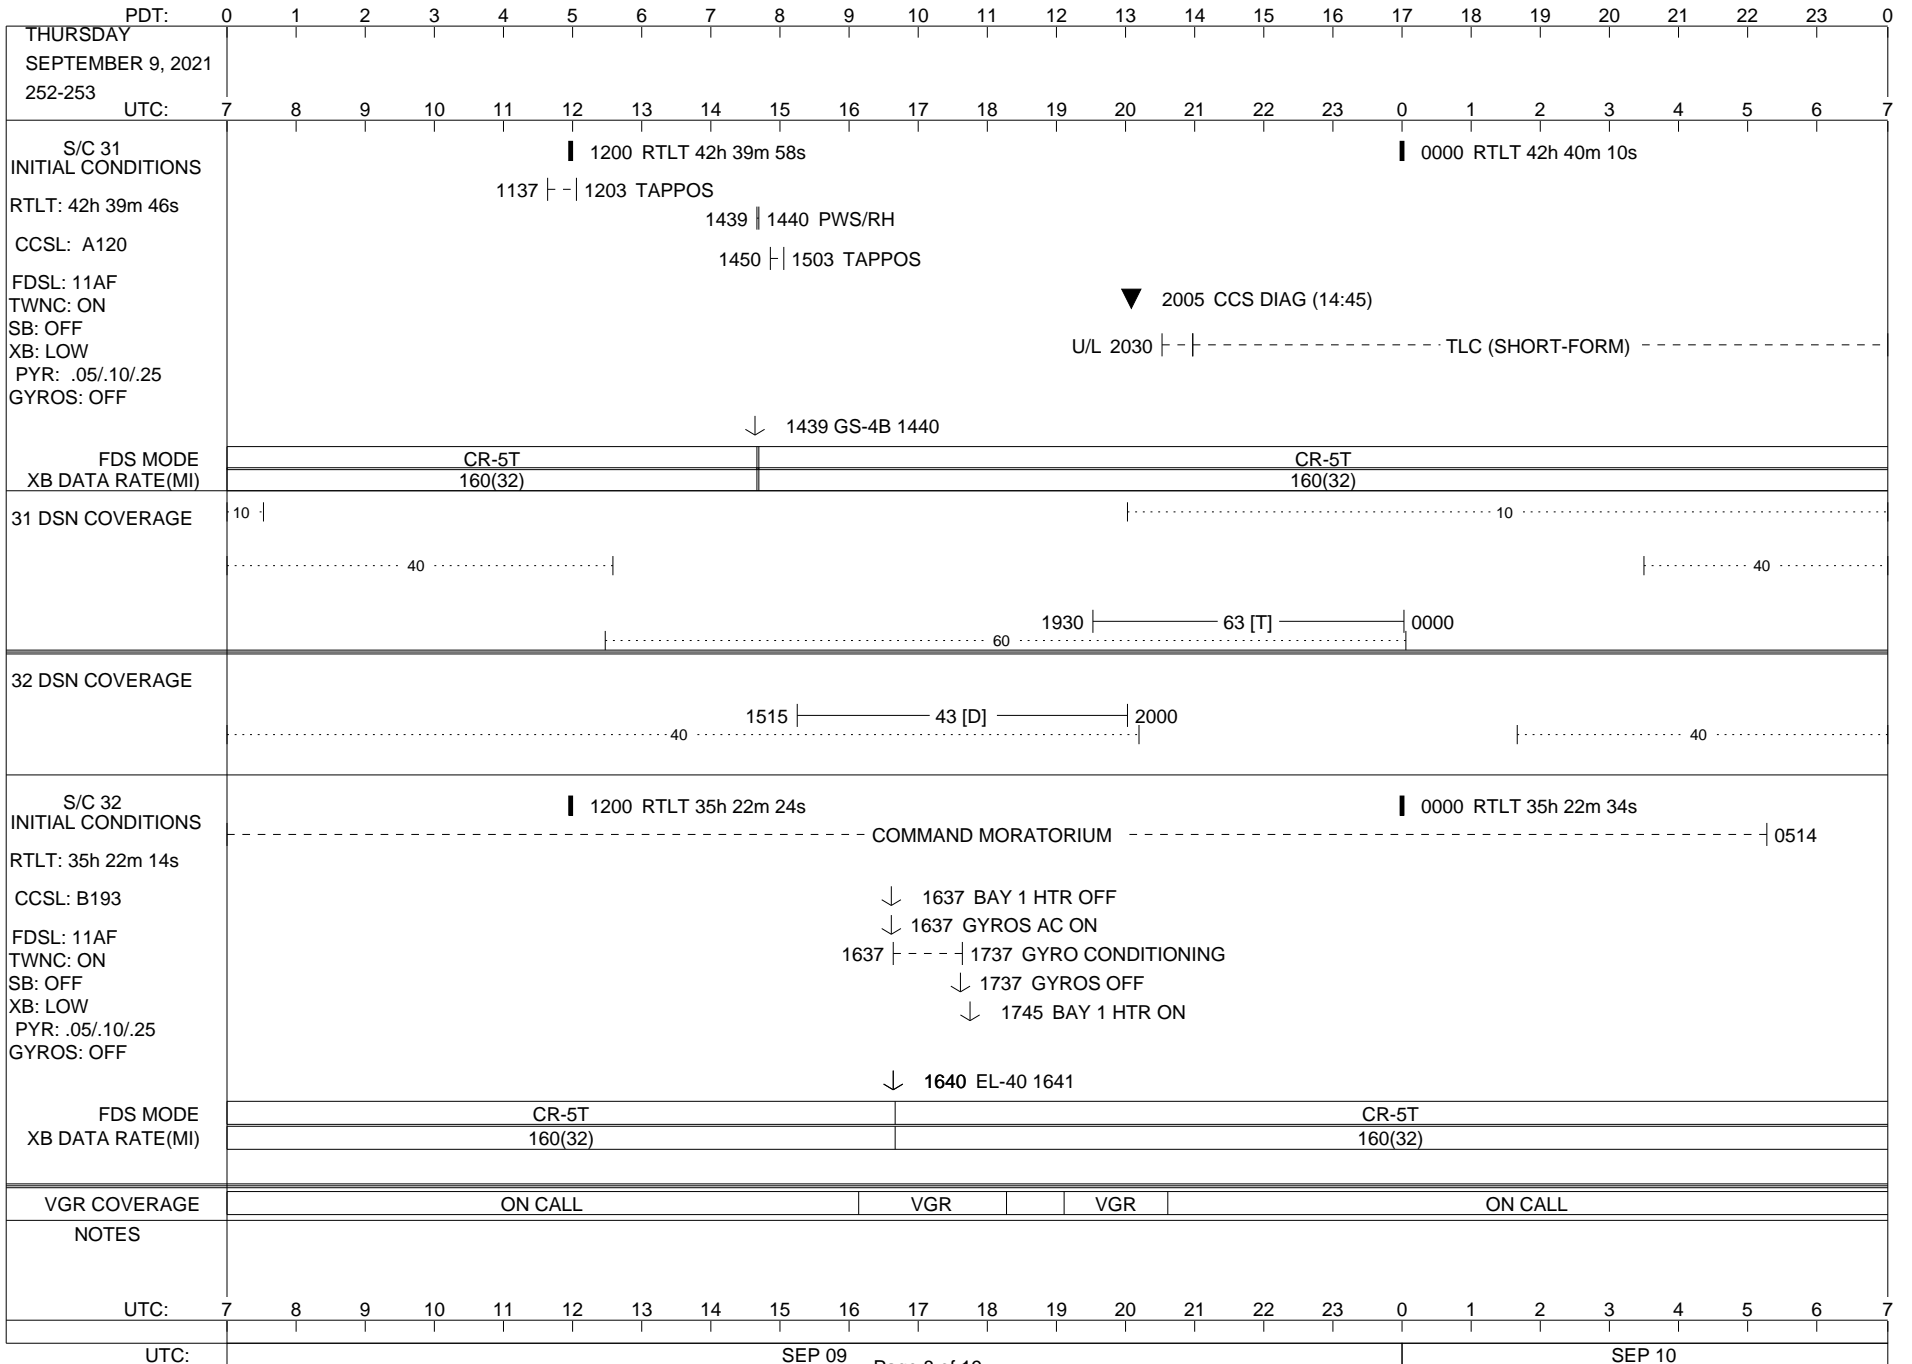 PDT: 0 1 2 3 4 5 6 7 8 9 10 11 12 13 14 15 16 17 18 19 20 21 22 23 0
THURSDAY
SEPTEMBER 9, 2021
252-253
UTC: 7 8 9 10 11 12 13 14 15 16 17 18 19 20 21 22 23 0 1 2 3 4 5 6 7
S/C 31
INITIAL CONDITIONS
RTLT: 42h 39m 46s
CCSL: A120
FDSL: 11AF
TWNC: ON
SB: OFF
XB: LOW
PYR: .05/.10/.25
GYROS: OFF
1200 RTLT 42h 39m 58s
0000 RTLT 42h 40m 10s
1137 1203 TAPPOS
1439 1440 PWS/RH
1450 1503 TAPPOS
2005 CCS DIAG (14:45)
U/L 2030 TLC (SHORT-FORM)
1439 GS-4B 1440
FDS MODE CR-5T CR-5T
XB DATA RATE(MI) 160(32) 160(32)
31 DSN COVERAGE 10 10
40 40
1930 63 [T] 0000
60
32 DSN COVERAGE
1515 43 [D] 2000
40 40
S/C 32
INITIAL CONDITIONS
RTLT: 35h 22m 14s
CCSL: B193
FDSL: 11AF
TWNC: ON
SB: OFF
XB: LOW
PYR: .05/.10/.25
GYROS: OFF
1200 RTLT 35h 22m 24s
0000 RTLT 35h 22m 34s
COMMAND MORATORIUM 0514
1637 BAY 1 HTR OFF
1637 GYROS AC ON
1637 1737 GYRO CONDITIONING
1737 GYROS OFF
1745 BAY 1 HTR ON
1640 EL-40 1641
FDS MODE CR-5T CR-5T
XB DATA RATE(MI) 160(32) 160(32)
VGR COVERAGE ON CALL VGR VGR ON CALL
NOTES
UTC: 7 8 9 10 11 12 13 14 15 16 17 18 19 20 21 22 23 0 1 2 3 4 5 6 7
UTC: SEP 09 SEP 10